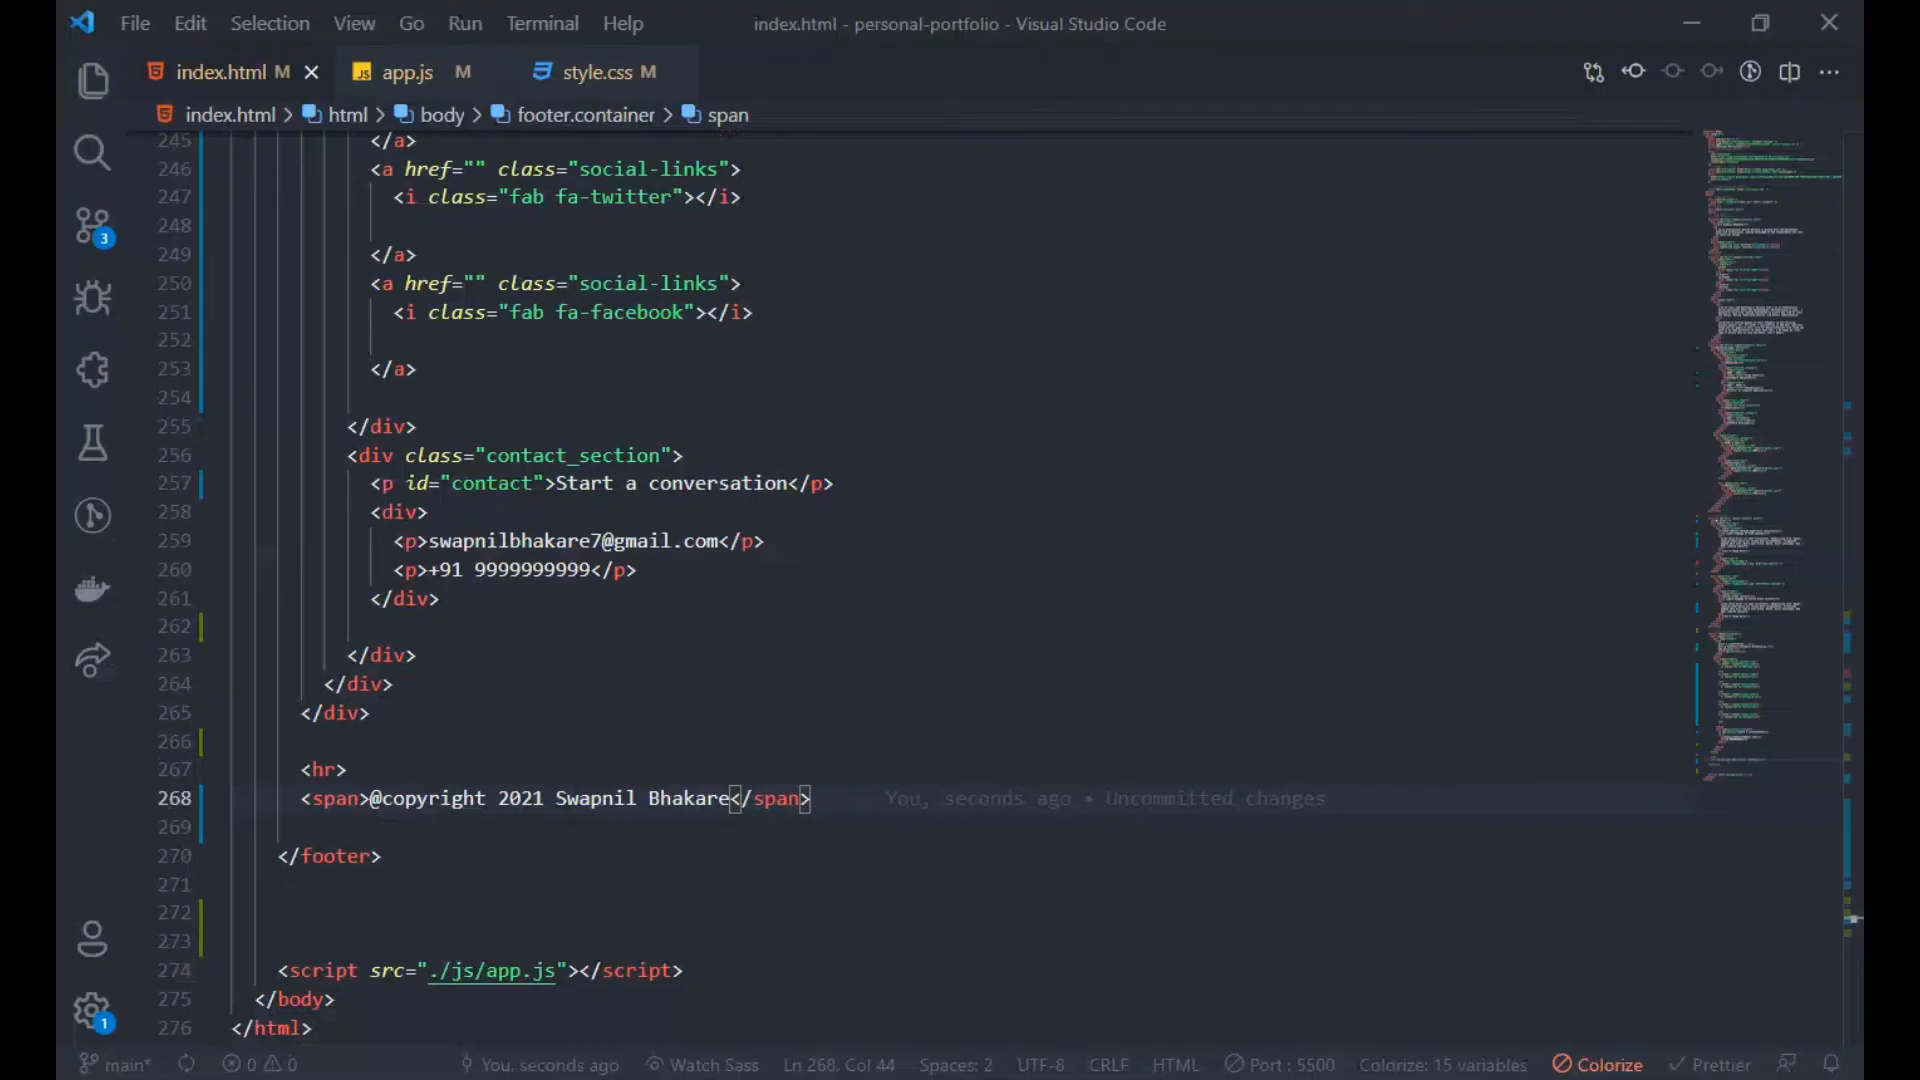 File Edit Selection View Go Run Terminal Help index.html - personal-portfolio - Visual Studio Code
index.html M app.js M style.css M
index.html > html > body > footer.container > span
245 </a>
246 <a href="" class="social-links">
247 <i class="fab fa-twitter"></i>
248
249 </a>
250 <a href="" class="social-links">
251 <i class="fab fa-facebook"></i>
252
253 </a>
254
255 </div>
256 <div class="contact_section">
257 <p id="contact">Start a conversation</p>
258 <div>
259 <p>swapnilbhakare7@gmail.com</p>
260 <p>+91 9999999999</p>
261 </div>
262
263 </div>
264 </div>
265 </div>
266
267 <hr>
268 <span>@copyright 2021 Swapnil Bhakare</span> You, seconds ago • Uncommitted changes
269
270 </footer>
271
272
273
274 <script src="./js/app.js"></script>
275 </body>
276 </html>
3
1
main* 0 0 You, seconds ago Watch Sass Ln 268, Col 44 Spaces: 2 UTF-8 CRLF HTML Port : 5500 Colorize: 15 variables Colorize Prettier